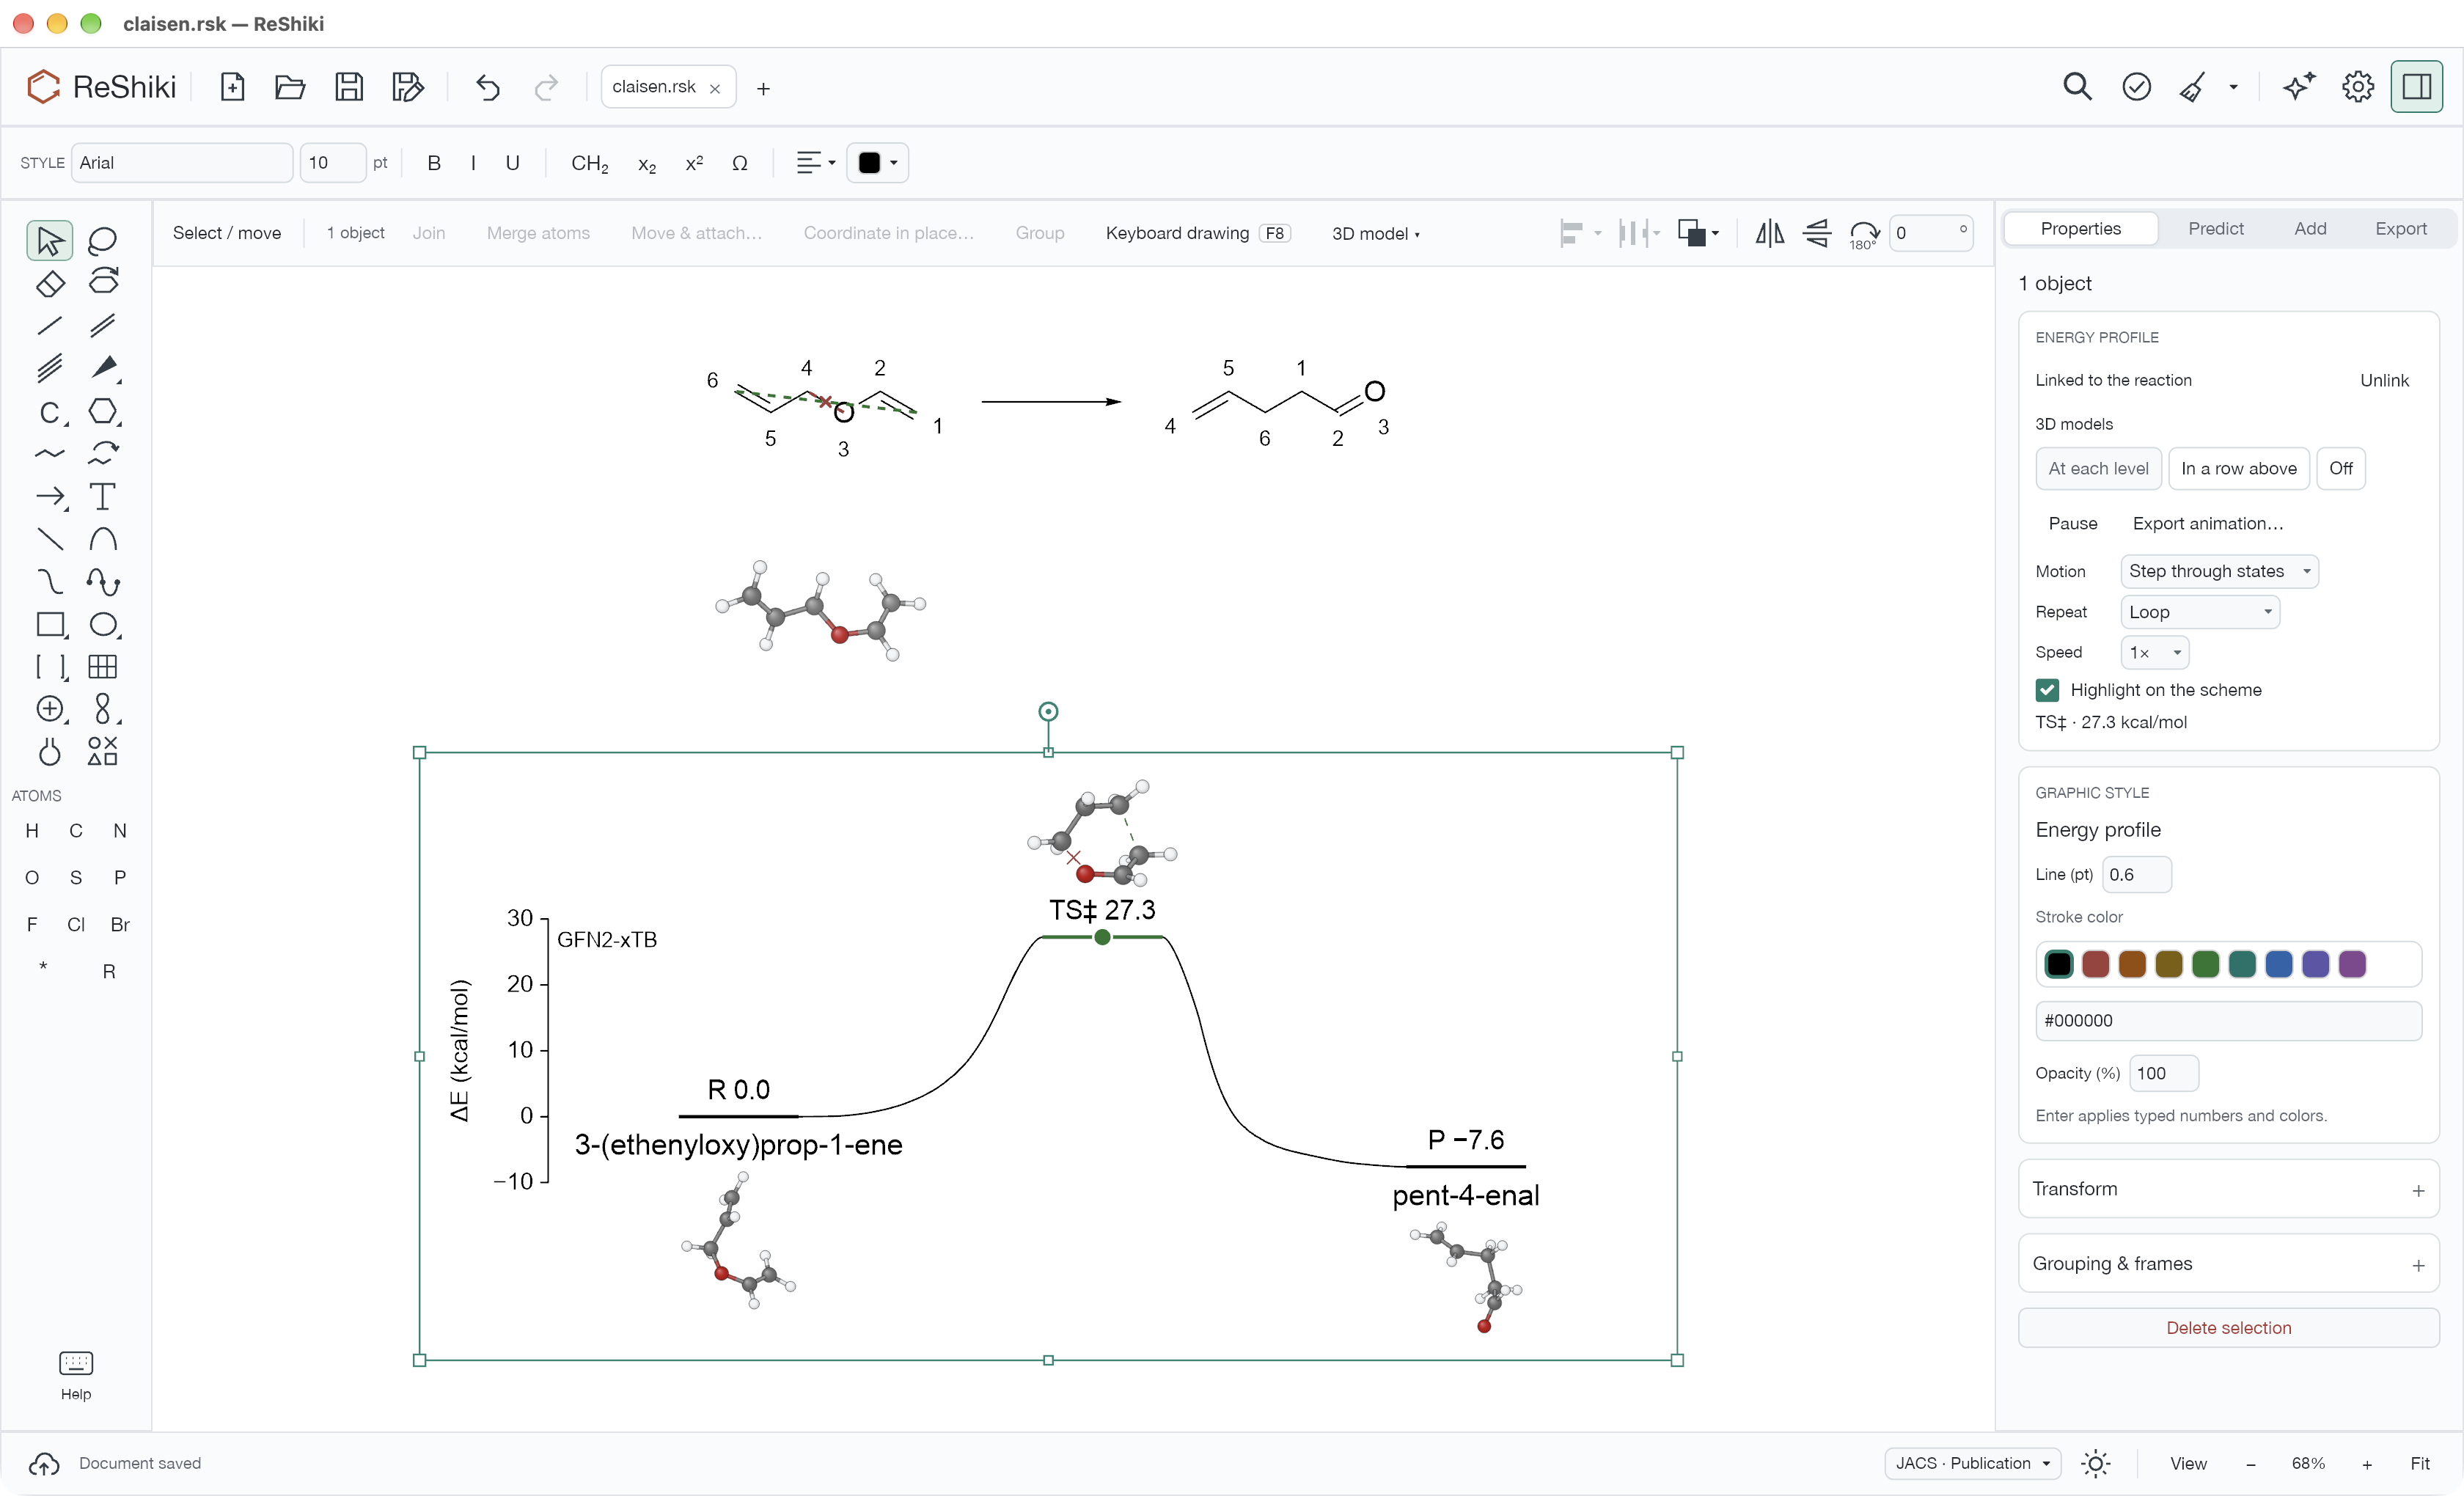 claisen.rsk — ReShiki
ReShiki
claisen.rsk × +
STYLE Arial 10 pt B I U CH₂ x₂ x² Ω
Select / move 1 object Join Merge atoms Move & attach... Coordinate in place... Group Keyboard drawing F8 3D model 180° 0 °
Properties Predict Add Export
1 object
ENERGY PROFILE
Linked to the reaction Unlink
3D models
At each level In a row above Off
Pause Export animation...
Motion Step through states
Repeat Loop
Speed 1×
Highlight on the scheme
TS‡ · 27.3 kcal/mol
GRAPHIC STYLE
Energy profile
Line (pt) 0.6
Stroke color
#000000
Opacity (%) 100
Enter applies typed numbers and colors.
Transform +
Grouping & frames +
Delete selection
C
T
ATOMS
H C N
O S P
F Cl Br
* R
Help
6 4 2
O
5 3 1
5 1
O
4 6 2 3
TS‡ 27.3
30
GFN2-xTB
20
10
0
−10
ΔE (kcal/mol)
R 0.0
3-(ethenyloxy)prop-1-ene
P −7.6
pent-4-enal
Document saved
JACS · Publication View − 68% + Fit